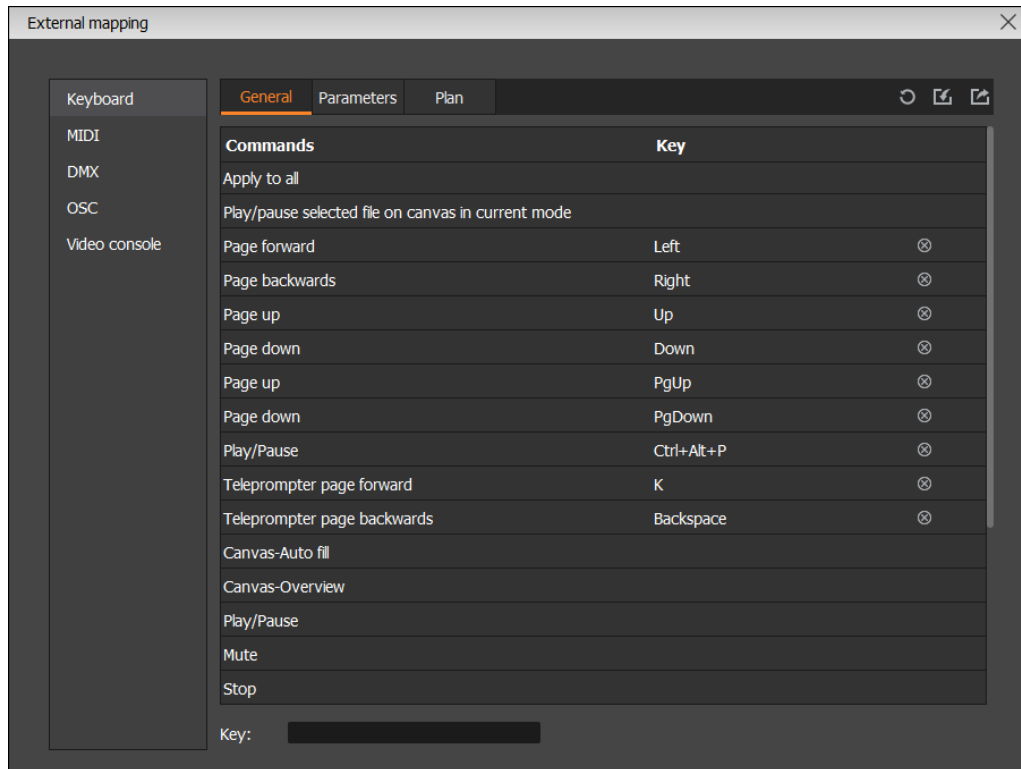 External mapping
Keyboard
MIDI
DMX
OSC
Video console
General Parameters Plan
Commands Key
Apply to all
Play/pause selected file on canvas in current mode
Page forward Left
Page backwards Right
Page up Up
Page down Down
Page up PgUp
Page down PgDown
Play/Pause Ctrl+Alt+P
Teleprompter page forward K
Teleprompter page backwards Backspace
Canvas-Auto fill
Canvas-Overview
Play/Pause
Mute
Stop
Key: